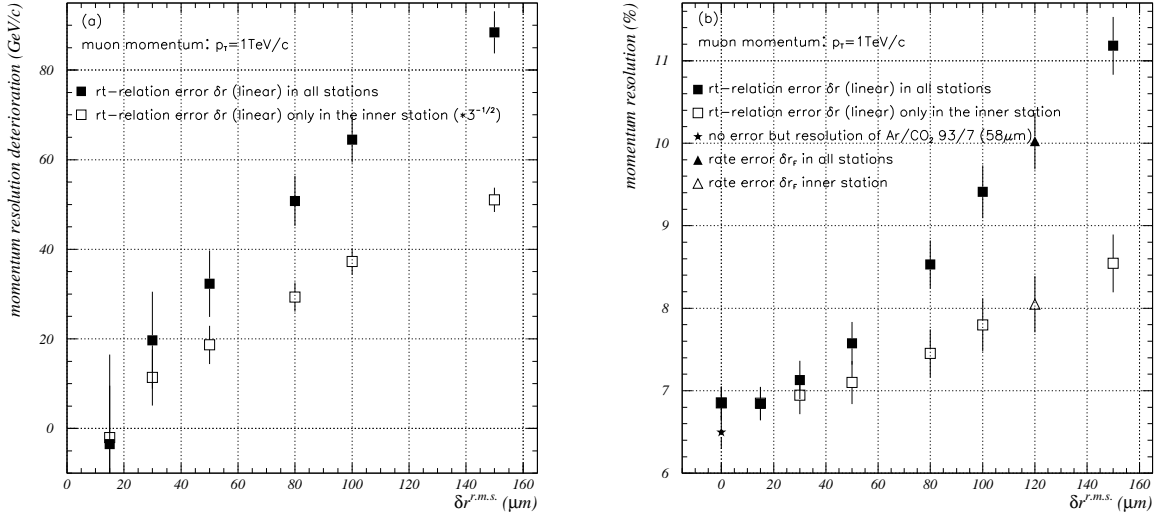 (a)
muon momentum: p_T=1TeV/c
rt-relation error δr (linear) in all stations
rt-relation error δr (linear) only in the inner station (*3^{-1/2})
momentum resolution deterioration (GeV/c)
80
60
40
20
0
0 20 40 60 80 100 120 140 160
δr^{r.m.s.} (μm)
(b)
muon momentum: p_T=1TeV/c
rt-relation error δr (linear) in all stations
rt-relation error δr (linear) only in the inner station
no error but resolution of Ar/CO_2 93/7 (58μm)
rate error δr_F in all stations
rate error δr_F inner station
momentum resolution (%)
11
10
9
8
7
6
0 20 40 60 80 100 120 140 160
δr^{r.m.s.} (μm)